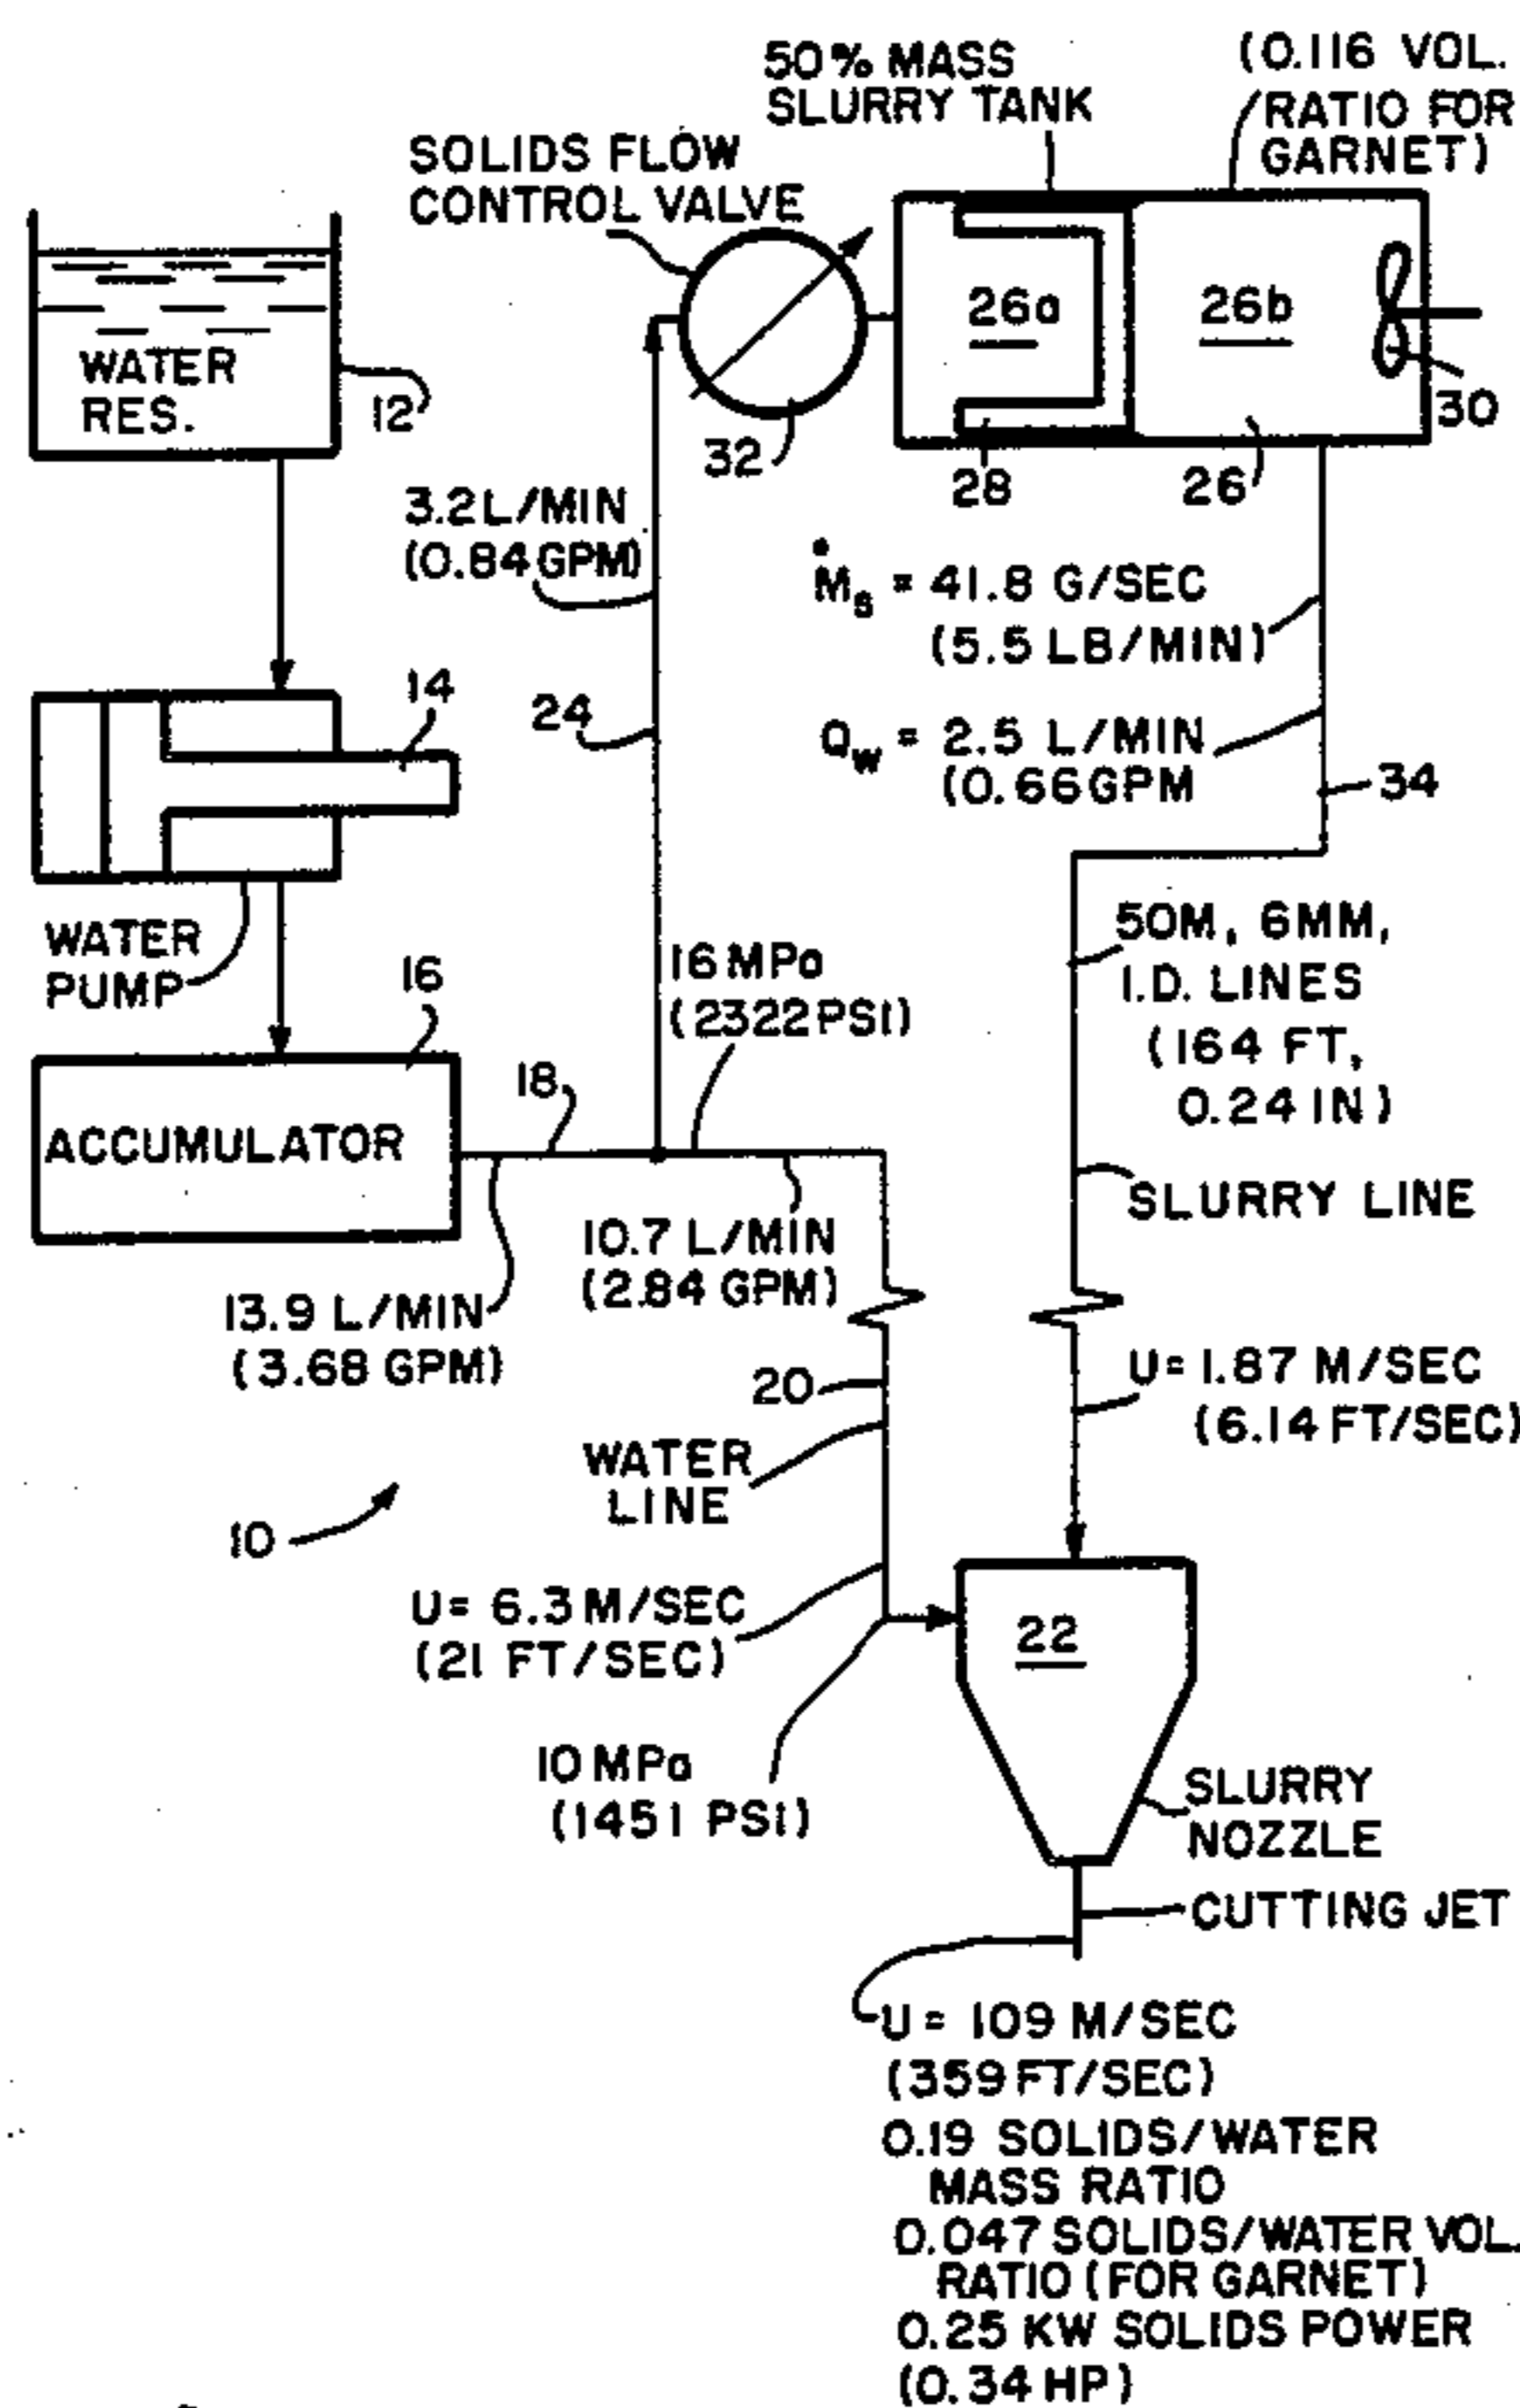 50% MASS
SLURRY TANK
(0.116 VOL.
RATIO FOR
GARNET)
SOLIDS FLOW
CONTROL VALVE
WATER
RES.
12
32
26a
26b
30
28
26
3.2 L/MIN
(0.84 GPM)
Ṁs = 41.8 G/SEC
(5.5 LB/MIN)
14
24
Qw = 2.5 L/MIN
(0.66 GPM
34
WATER
PUMP
16
16 MPa
(2322 PSI)
50M, 6MM,
I.D. LINES
(164 FT,
0.24 IN)
18
ACCUMULATOR
SLURRY LINE
10.7 L/MIN
(2.84 GPM)
13.9 L/MIN
(3.68 GPM)
20
U= 1.87 M/SEC
(6.14 FT/SEC)
WATER
LINE
10
U= 6.3 M/SEC
(21 FT/SEC)
22
10 MPa
(1451 PSI)
SLURRY
NOZZLE
CUTTING JET
U= 109 M/SEC
(359 FT/SEC)
0.19 SOLIDS/WATER
MASS RATIO
0.047 SOLIDS/WATER VOL.
RATIO (FOR GARNET)
0.25 KW SOLIDS POWER
(0.34 HP)